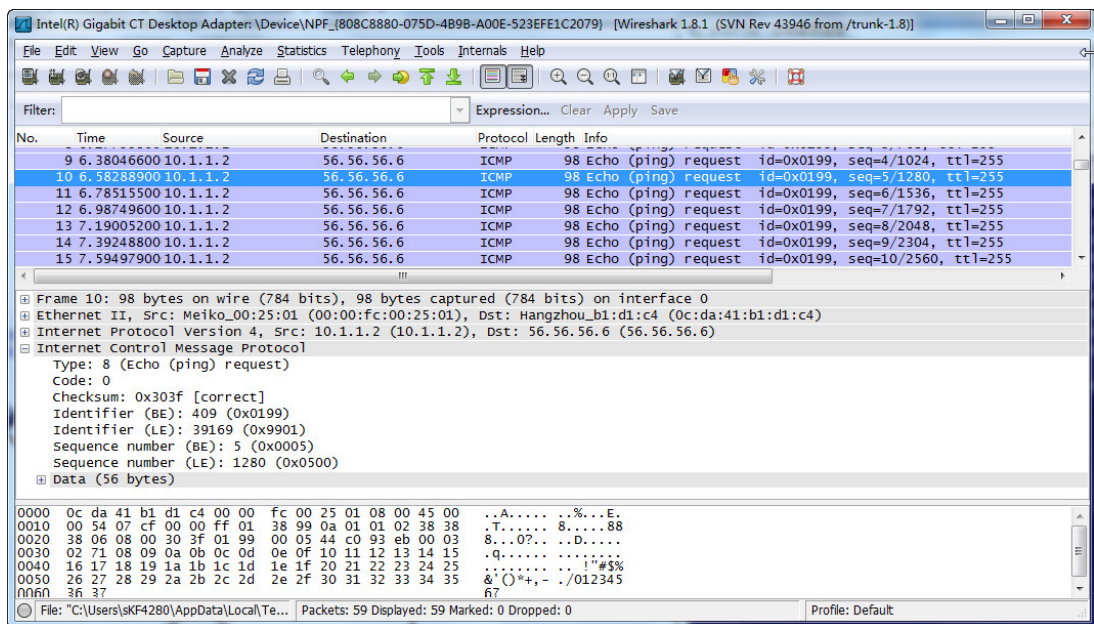 Intel(R) Gigabit CT Desktop Adapter: \Device\NPF_{808C8880-075D-4B9B-A00E-523EFE1C2079} [Wireshark 1.8.1 (SVN Rev 43946 from /trunk-1.8)]
File Edit View Go Capture Analyze Statistics Telephony Tools Internals Help
Filter: Expression... Clear Apply Save
No. Time Source Destination Protocol Length Info
9 6.38046600 10.1.1.2 56.56.56.6 ICMP 98 Echo (ping) request id=0x0199, seq=4/1024, ttl=255
10 6.58288900 10.1.1.2 56.56.56.6 ICMP 98 Echo (ping) request id=0x0199, seq=5/1280, ttl=255
11 6.78515500 10.1.1.2 56.56.56.6 ICMP 98 Echo (ping) request id=0x0199, seq=6/1536, ttl=255
12 6.98749600 10.1.1.2 56.56.56.6 ICMP 98 Echo (ping) request id=0x0199, seq=7/1792, ttl=255
13 7.19005200 10.1.1.2 56.56.56.6 ICMP 98 Echo (ping) request id=0x0199, seq=8/2048, ttl=255
14 7.39248800 10.1.1.2 56.56.56.6 ICMP 98 Echo (ping) request id=0x0199, seq=9/2304, ttl=255
15 7.59497900 10.1.1.2 56.56.56.6 ICMP 98 Echo (ping) request id=0x0199, seq=10/2560, ttl=255
Frame 10: 98 bytes on wire (784 bits), 98 bytes captured (784 bits) on interface 0
Ethernet II, Src: Meiko_00:25:01 (00:00:fc:00:25:01), Dst: Hangzhou_b1:d1:c4 (0c:da:41:b1:d1:c4)
Internet Protocol Version 4, Src: 10.1.1.2 (10.1.1.2), Dst: 56.56.56.6 (56.56.56.6)
Internet Control Message Protocol
Type: 8 (Echo (ping) request)
Code: 0
Checksum: 0x303f [correct]
Identifier (BE): 409 (0x0199)
Identifier (LE): 39169 (0x9901)
Sequence number (BE): 5 (0x0005)
Sequence number (LE): 1280 (0x0500)
Data (56 bytes)
0000 0c da 41 b1 d1 c4 00 00 fc 00 25 01 08 00 45 00 ..A..... ..%...E.
0010 00 54 07 cf 00 00 ff 01 38 99 0a 01 01 02 38 38 .T...... 8.....88
0020 38 06 08 00 30 3f 01 99 00 05 44 c0 93 eb 00 03 8...0?.. ..D.....
0030 02 71 08 09 0a 0b 0c 0d 0e 0f 10 11 12 13 14 15 .q...... ........
0040 16 17 18 19 1a 1b 1c 1d 1e 1f 20 21 22 23 24 25 ........ .. !"#$%
0050 26 27 28 29 2a 2b 2c 2d 2e 2f 30 31 32 33 34 35 &'()*+,- ./012345
0060 36 37 67
File: "C:\Users\sKF4280\AppData\Local\Te... Packets: 59 Displayed: 59 Marked: 0 Dropped: 0 Profile: Default